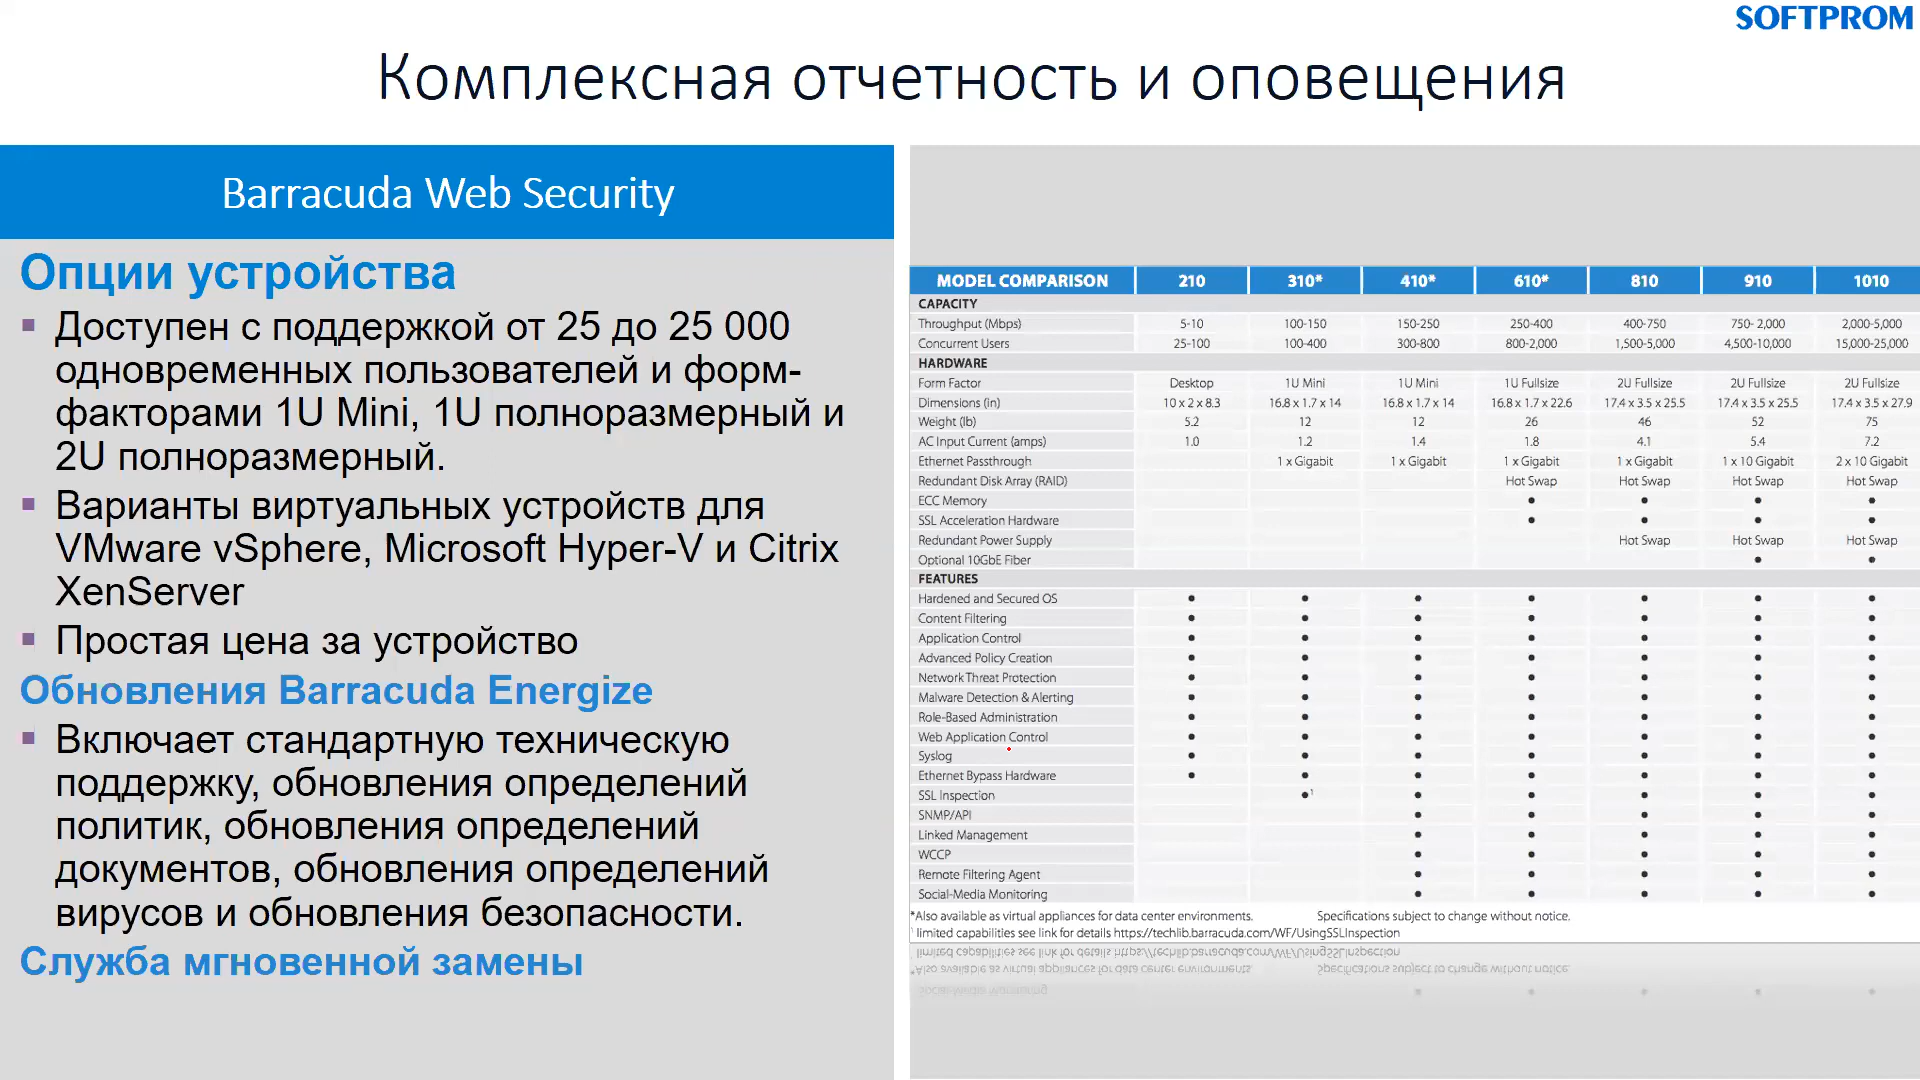 SOFTPROM
Комплексная отчетность и оповещения
Barracuda Web Security
Опции устройства
▪ Доступен с поддержкой от 25 до 25 000
одновременных пользователей и форм-
факторами 1U Mini, 1U полноразмерный и
2U полноразмерный.
▪ Варианты виртуальных устройств для
VMware vSphere, Microsoft Hyper-V и Citrix
XenServer
▪ Простая цена за устройство
Обновления Barracuda Energize
▪ Включает стандартную техническую
поддержку, обновления определений
политик, обновления определений
документов, обновления определений
вирусов и обновления безопасности.
Служба мгновенной замены
MODEL COMPARISON 210 310* 410* 610* 810 910 1010
CAPACITY
Throughput (Mbps) 5-10 100-150 150-250 250-400 400-750 750- 2,000 2,000-5,000
Concurrent Users 25-100 100-400 300-800 800-2,000 1,500-5,000 4,500-10,000 15,000-25,000
HARDWARE
Form Factor Desktop 1U Mini 1U Mini 1U Fullsize 2U Fullsize 2U Fullsize 2U Fullsize
Dimensions (in) 10 x 2 x 8.3 16.8 x 1.7 x 14 16.8 x 1.7 x 14 16.8 x 1.7 x 22.6 17.4 x 3.5 x 25.5 17.4 x 3.5 x 25.5 17.4 x 3.5 x 27.9
Weight (lb) 5.2 12 12 26 46 52 75
AC Input Current (amps) 1.0 1.2 1.4 1.8 4.1 5.4 7.2
Ethernet Passthrough 1 x Gigabit 1 x Gigabit 1 x Gigabit 1 x Gigabit 1 x 10 Gigabit 2 x 10 Gigabit
Redundant Disk Array (RAID) Hot Swap Hot Swap Hot Swap Hot Swap
ECC Memory • • • •
SSL Acceleration Hardware • • • •
Redundant Power Supply Hot Swap Hot Swap Hot Swap
Optional 10GbE Fiber • •
FEATURES
Hardened and Secured OS • • • • • • •
Content Filtering • • • • • • •
Application Control • • • • • • •
Advanced Policy Creation • • • • • • •
Network Threat Protection • • • • • • •
Malware Detection & Alerting • • • • • • •
Role-Based Administration • • • • • • •
Web Application Control • • • • • • •
Syslog • • • • • • •
Ethernet Bypass Hardware • • • • • • •
SSL Inspection •¹ • • • • •
SNMP/API • • • • •
Linked Management • • • • •
WCCP • • • • •
Remote Filtering Agent • • • • •
Social-Media Monitoring • • • • •
*Also available as virtual appliances for data center environments. Specifications subject to change without notice.
¹ limited capabilities see link for details https://techlib.barracuda.com/WF/UsingSSLInspection